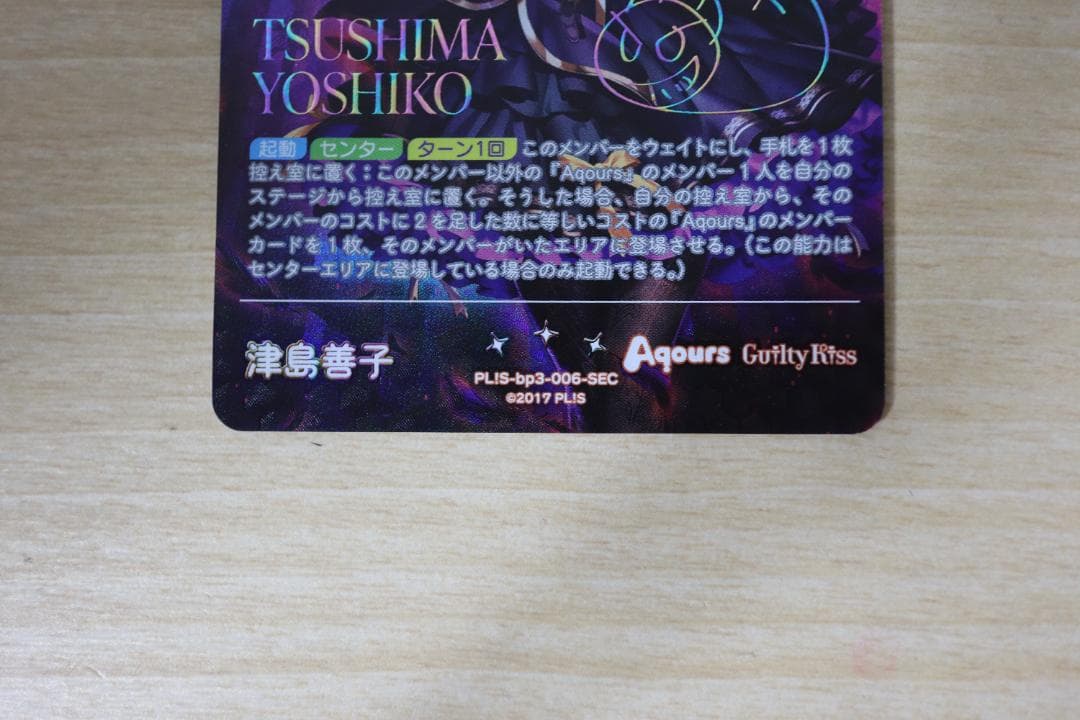 TSUSHIMA
YOSHIKO
起動 センター ターン1回 このメンバーをウェイトにし、手札を1枚
控え室に置く:このメンバー以外の『Aqours』のメンバー1人を自分の
ステージから控え室に置く。そうした場合、自分の控え室から、その
メンバーのコストに2を足した数に等しいコストの『Aqours』のメンバー
カードを1枚、そのメンバーがいたエリアに登場させる。(この能力は
センターエリアに登場している場合のみ起動できる。)
津島善子
PL!S-bp3-006-SEC
©2017 PL!S
Aqours Guilty Kiss